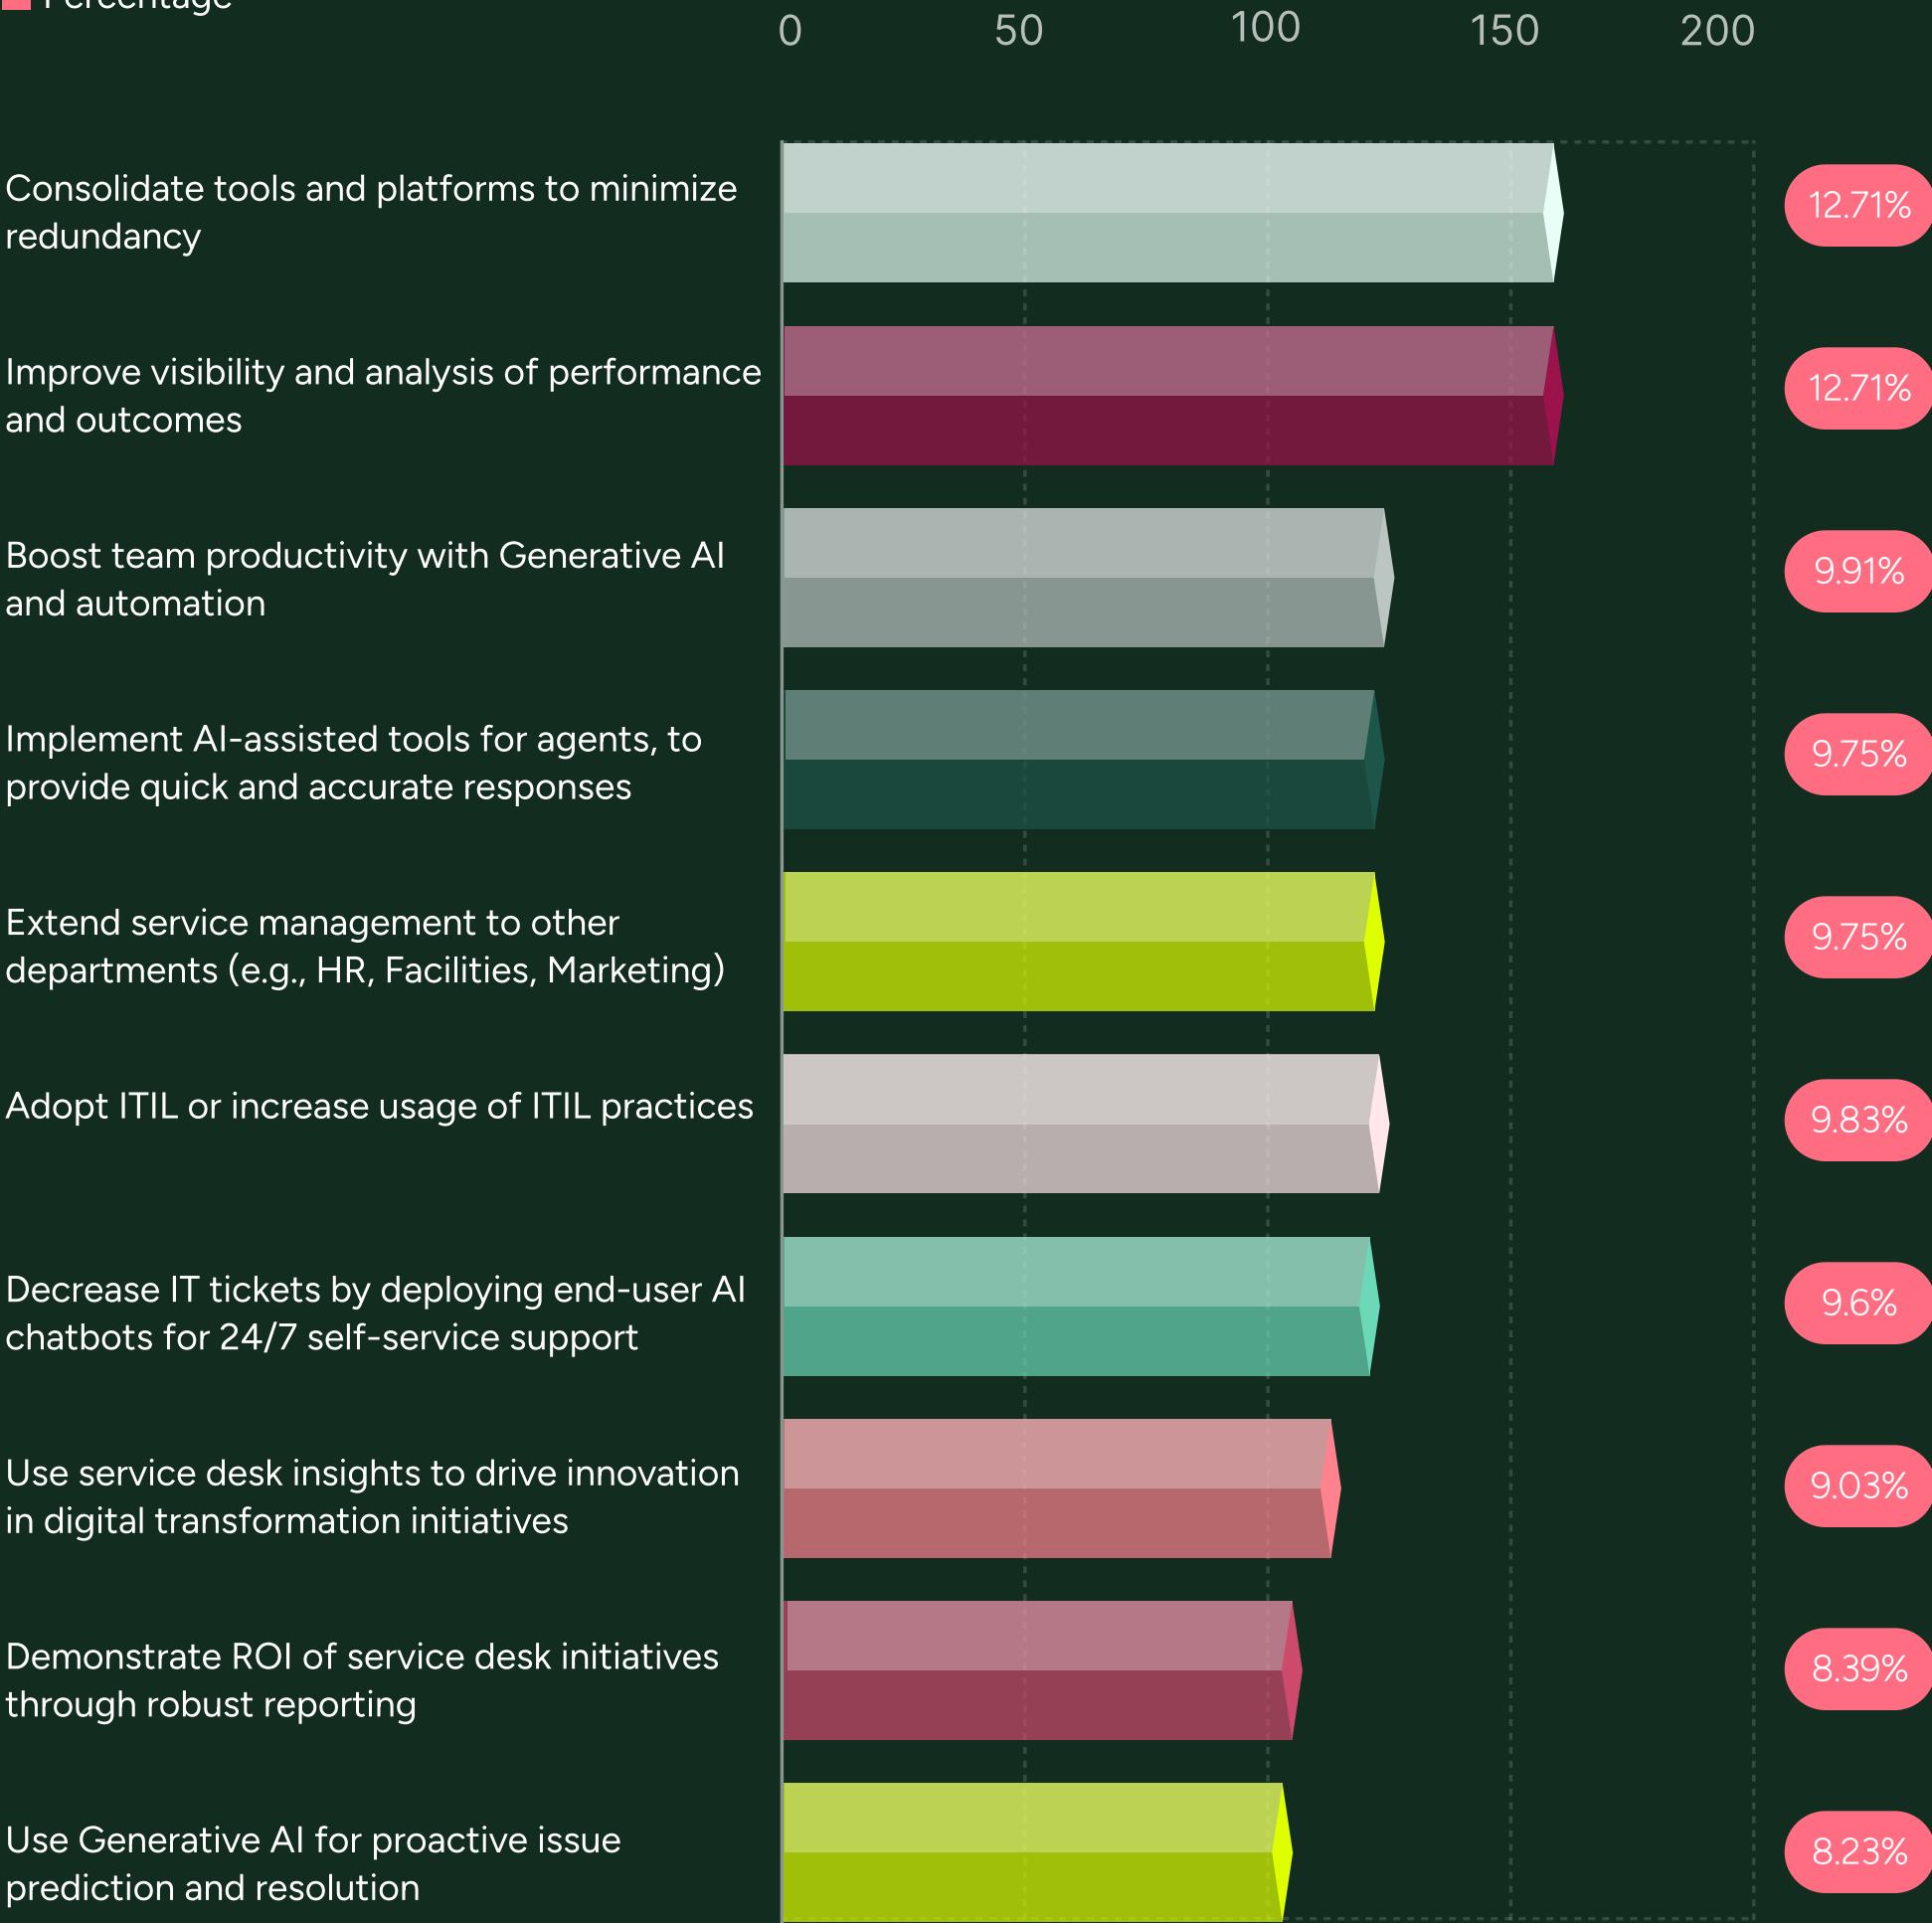 Percentage
0 50 100 150 200
Consolidate tools and platforms to minimize
redundancy
12.71%
Improve visibility and analysis of performance
and outcomes
12.71%
Boost team productivity with Generative AI
and automation
9.91%
Implement AI-assisted tools for agents, to
provide quick and accurate responses
9.75%
Extend service management to other
departments (e.g., HR, Facilities, Marketing)
9.75%
Adopt ITIL or increase usage of ITIL practices
9.83%
Decrease IT tickets by deploying end-user AI
chatbots for 24/7 self-service support
9.6%
Use service desk insights to drive innovation
in digital transformation initiatives
9.03%
Demonstrate ROI of service desk initiatives
through robust reporting
8.39%
Use Generative AI for proactive issue
prediction and resolution
8.23%